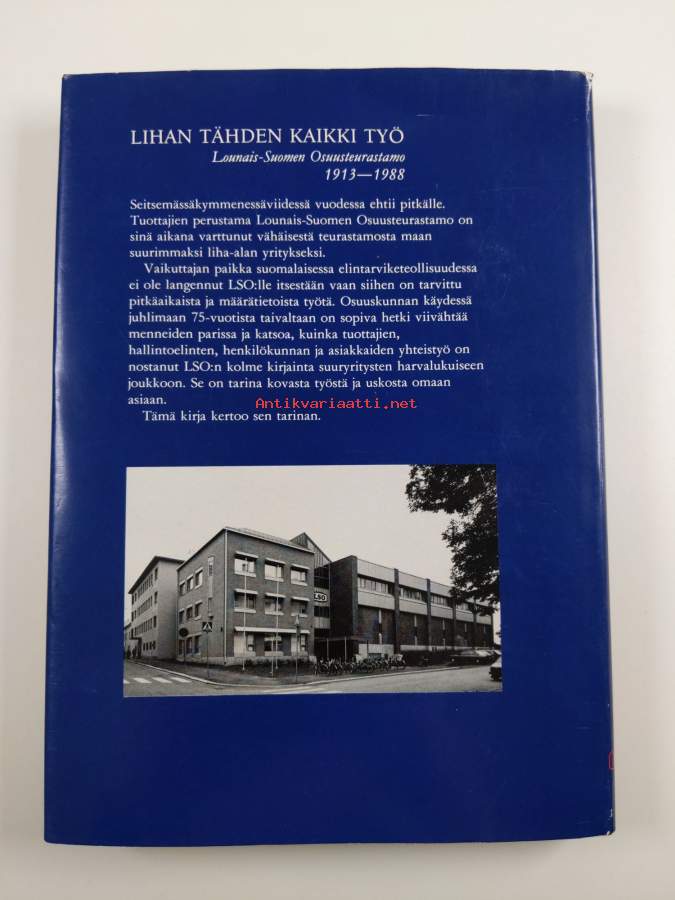 LIHAN TÄHDEN KAIKKI TYÖ
Lounais-Suomen Osuusteurastamo
1913—1988
Seitsemässäkymmenessäviidessä vuodessa ehtii pitkälle.
Tuottajien perustama Lounais-Suomen Osuusteurastamo on
sinä aikana varttunut vähäisestä teurastamosta maan
suurimmaksi liha-alan yritykseksi.
Vaikuttajan paikka suomalaisessa elintarviketeollisuudessa
ei ole langennut LSO:lle itsestään vaan siihen on tarvittu
pitkäaikaista ja määrätietoista työtä. Osuuskunnan käydessä
juhlimaan 75-vuotista taivaltaan on sopiva hetki viivähtää
menneiden parissa ja katsoa, kuinka tuottajien,
hallintoelinten, henkilökunnan ja asiakkaiden yhteistyö on
nostanut LSO:n kolme kirjainta suuryritysten harvalukuiseen
joukkoon. Se on tarina kovasta työstä ja uskosta omaan
asiaan.
Antikvariaatti.net
Tämä kirja kertoo sen tarinan.
LSO